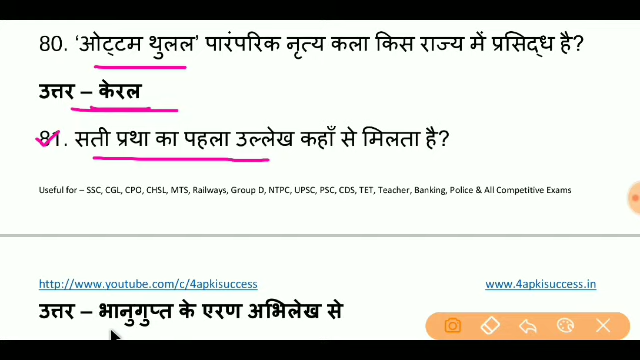 80. ‘ओट्टम थुलल’ पारंपरिक नृत्य कला किस राज्य में प्रसिद्ध है?
उत्तर – केरल
81. सती प्रथा का पहला उल्लेख कहाँ से मिलता है?
Useful for – SSC, CGL, CPO, CHSL, MTS, Railways, Group D, NTPC, UPSC, PSC, CDS, TET, Teacher, Banking, Police & All Competitive Exams
http://www.youtube.com/c/4apkisuccess www.4apkisuccess.in
उत्तर – भानुगुप्त के एरण अभिलेख से